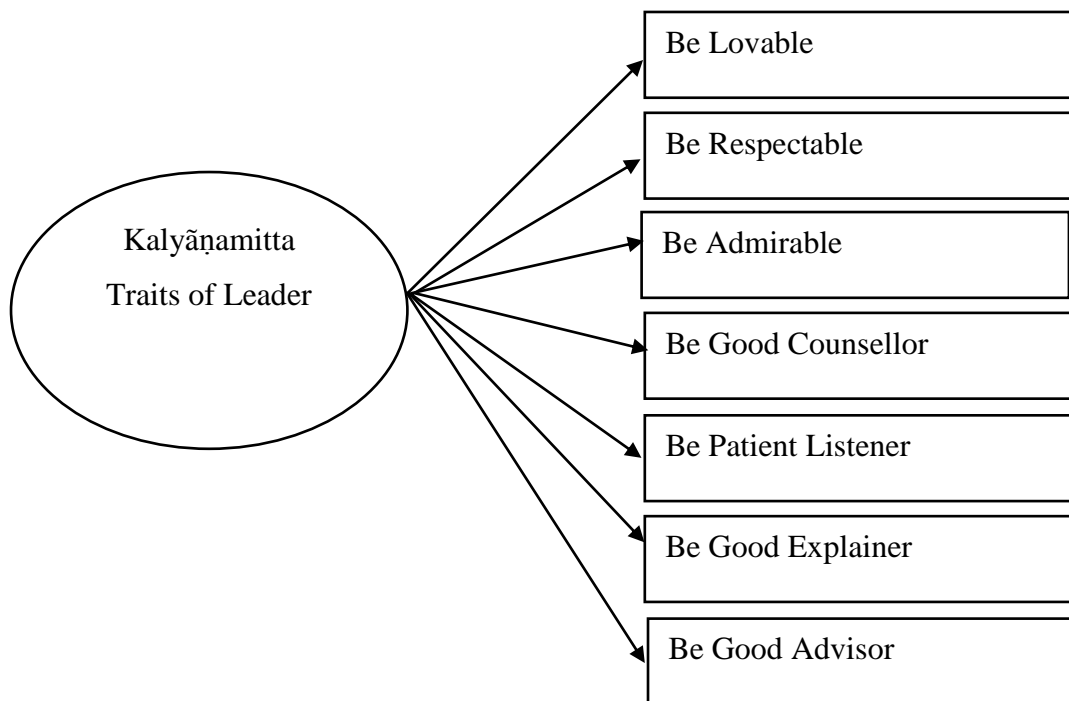 Kalyãṇamitta
Traits of Leader
Be Lovable
Be Respectable
Be Admirable
Be Good Counsellor
Be Patient Listener
Be Good Explainer
Be Good Advisor